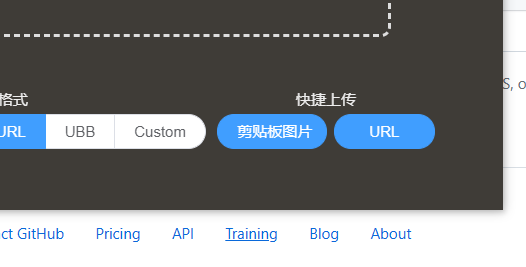 格式
快捷上传
URL
UBB
Custom
剪贴板图片
URL
GitHub
Pricing
API
Training
Blog
About